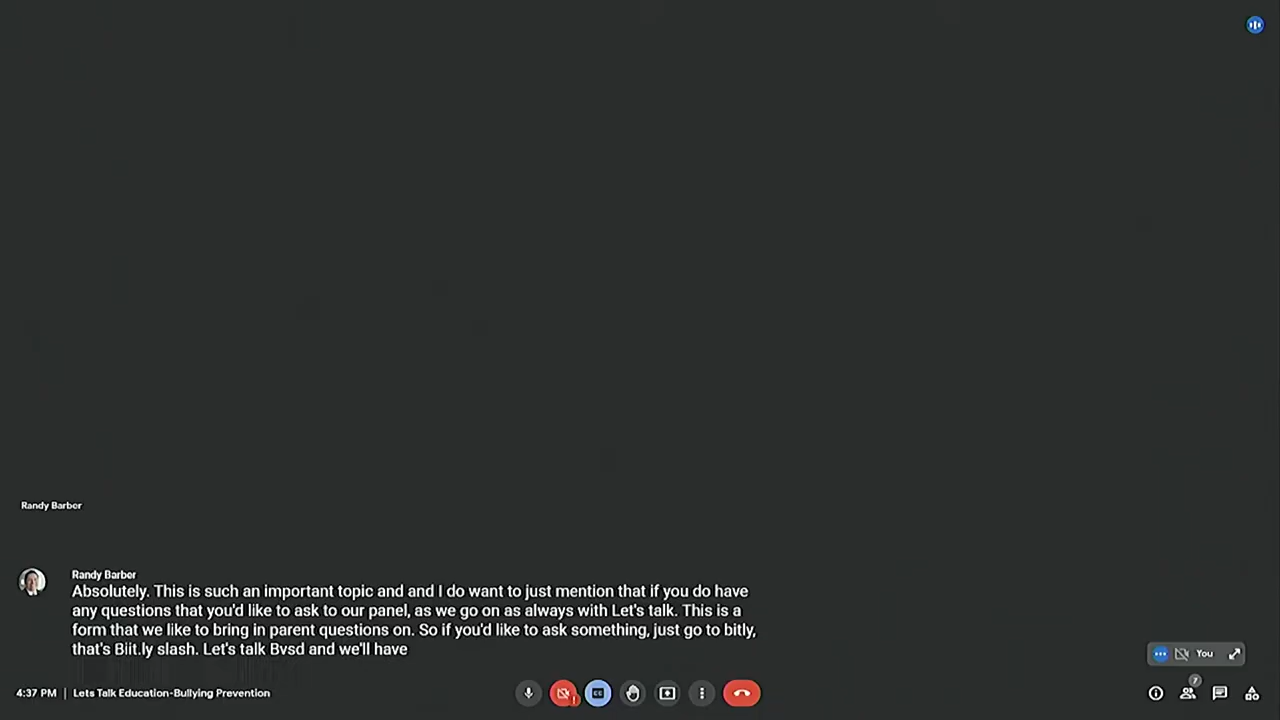 Randy Barber
Randy Barber
Absolutely. This is such an important topic and and I do want to just mention that if you do have
any questions that you'd like to ask to our panel, as we go on as always with Let's talk. This is a
form that we like to bring in parent questions on. So if you'd like to ask something, just go to bitly,
that's Biit.ly slash. Let's talk Bvsd and we'll have
You
7
4:37 PM | Lets Talk Education-Bullying Prevention